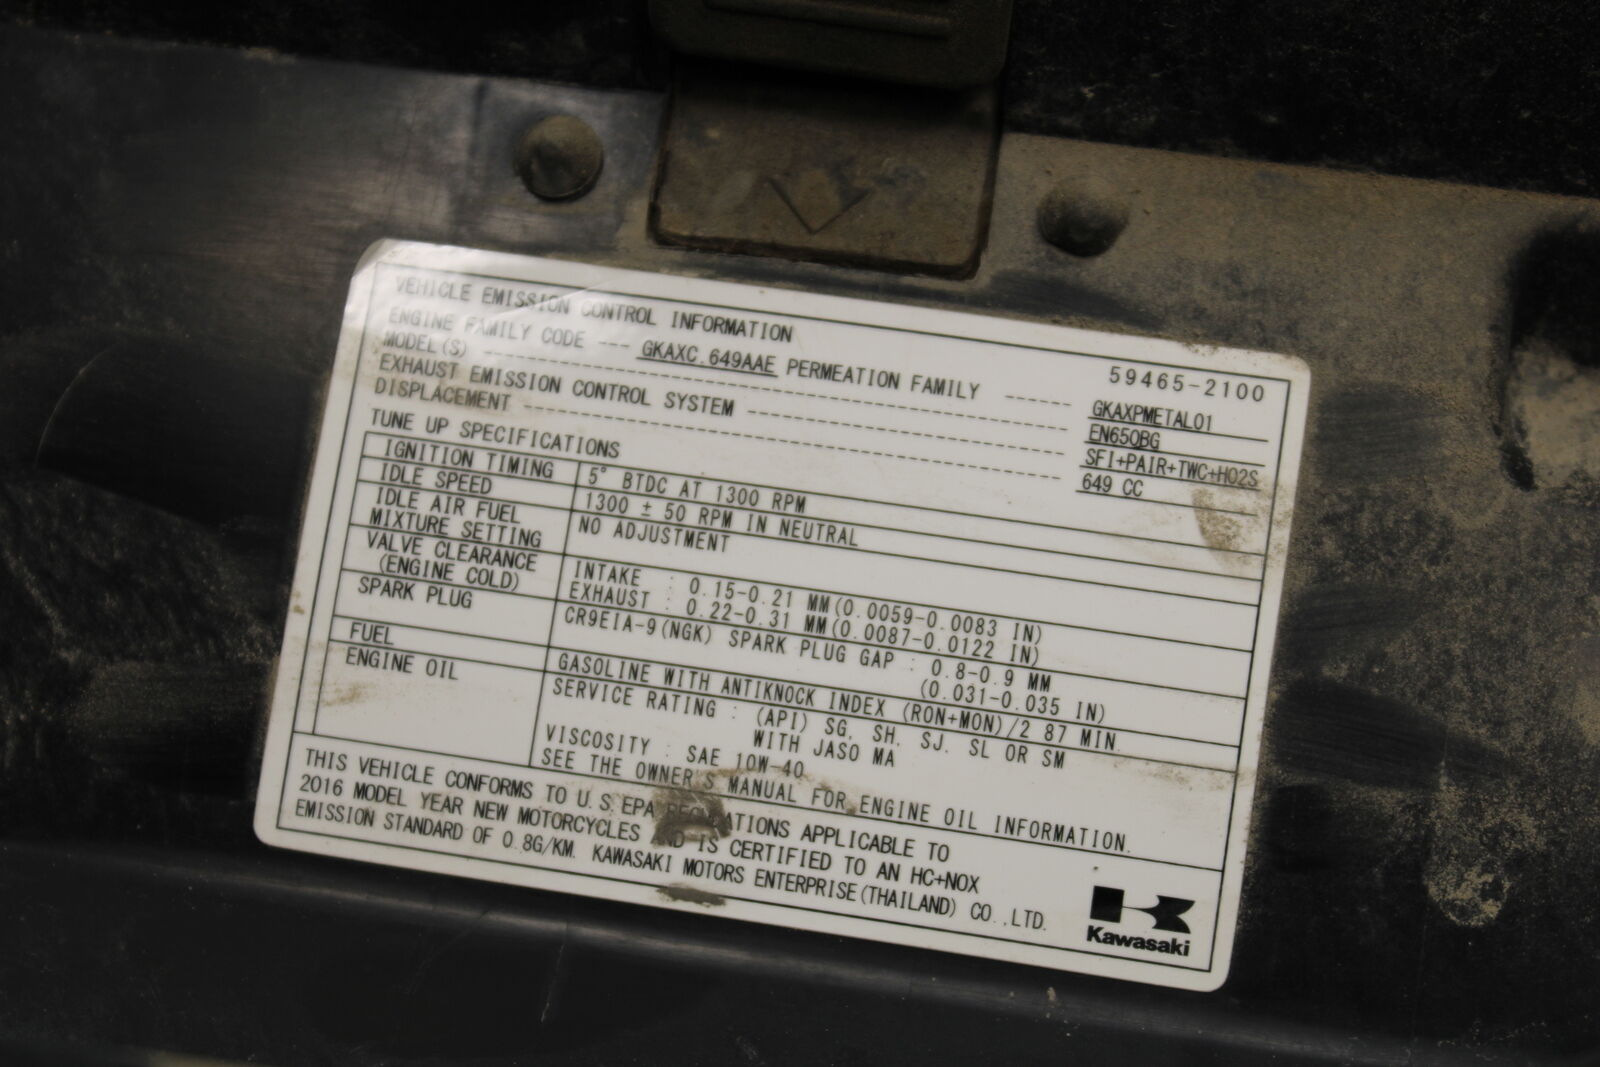 VEHICLE EMISSION CONTROL INFORMATION
59465-2100
ENGINE FAMILY CODE --- GKAXC.649AAE PERMEATION FAMILY ------ GKAXPMETAL01
MODEL(S) ------------------------------------------------ EN650BG
EXHAUST EMISSION CONTROL SYSTEM ------------------------ SFI+PAIR+TWC+HO2S
DISPLACEMENT -------------------------------------------- 649 CC
TUNE UP SPECIFICATIONS
IGNITION TIMING 5° BTDC AT 1300 RPM
IDLE SPEED 1300 ± 50 RPM IN NEUTRAL
IDLE AIR FUEL NO ADJUSTMENT
MIXTURE SETTING
VALVE CLEARANCE INTAKE : 0.15-0.21 MM(0.0059-0.0083 IN)
(ENGINE COLD) EXHAUST : 0.22-0.31 MM(0.0087-0.0122 IN)
SPARK PLUG CR9EIA-9(NGK) SPARK PLUG GAP : 0.8-0.9 MM
(0.031-0.035 IN)
FUEL GASOLINE WITH ANTIKNOCK INDEX (RON+MON)/2 87 MIN.
ENGINE OIL SERVICE RATING : (API) SG, SH, SJ, SL OR SM
WITH JASO MA
VISCOSITY : SAE 10W-40
SEE THE OWNER'S MANUAL FOR ENGINE OIL INFORMATION.
THIS VEHICLE CONFORMS TO U.S.EPA REGULATIONS APPLICABLE TO
2016 MODEL YEAR NEW MOTORCYCLES AND IS CERTIFIED TO AN HC+NOX
EMISSION STANDARD OF 0.8G/KM. KAWASAKI MOTORS ENTERPRISE(THAILAND) CO.,LTD.
Kawasaki